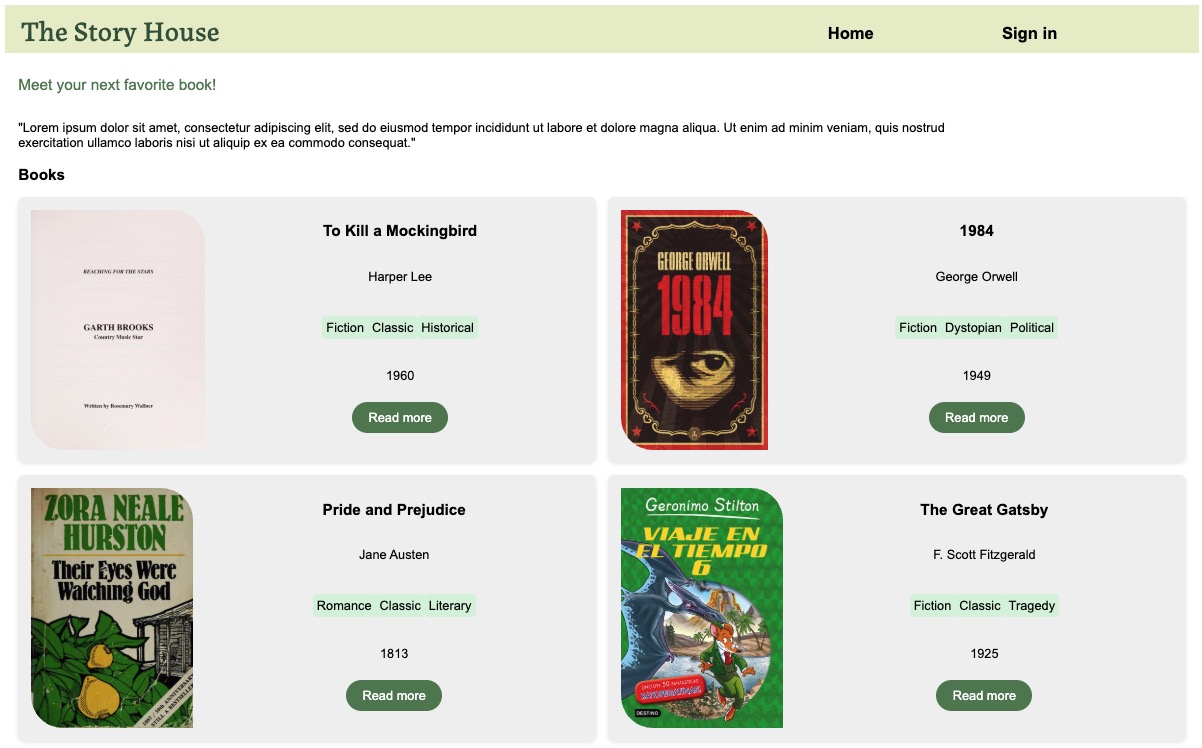 The Story House
Home
Sign in
Meet your next favorite book!
"Lorem ipsum dolor sit amet, consectetur adipiscing elit, sed do eiusmod tempor incididunt ut labore et dolore magna aliqua. Ut enim ad minim veniam, quis nostrud
exercitation ullamco laboris nisi ut aliquip ex ea commodo consequat."
Books
REACHING FOR THE STARS
GARTH BROOKS
Country Music Star
Written by Rosemary Wallner
To Kill a Mockingbird
Harper Lee
Fiction Classic Historical
1960
Read more
GEORGE ORWELL
1984
1984
George Orwell
Fiction Dystopian Political
1949
Read more
ZORA NEALE
HURSTON
Their Eyes Were
Watching God
1987 · 50th ANNIVERSARY
STILL A BESTSELLER
Pride and Prejudice
Jane Austen
Romance Classic Literary
1813
Read more
Geronimo Stilton
VIAJE EN
EL TIEMPO
6
DESTINO
The Great Gatsby
F. Scott Fitzgerald
Fiction Classic Tragedy
1925
Read more